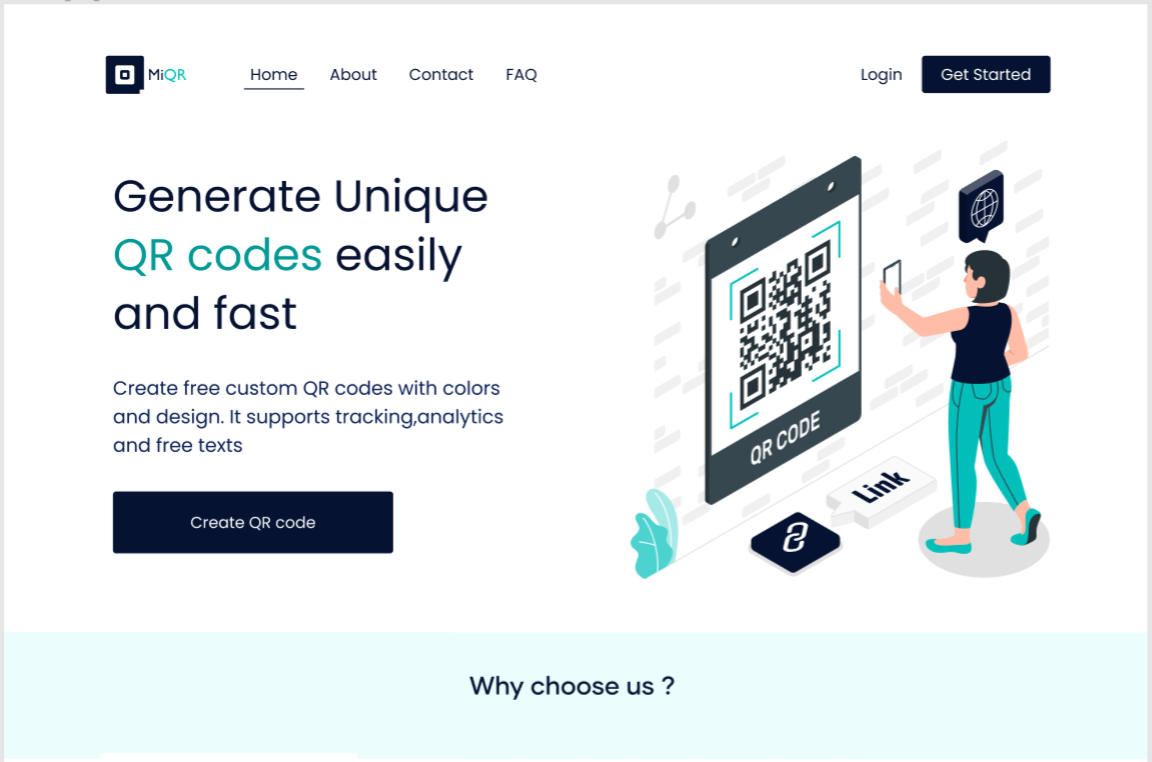 MiQR
Home
About
Contact
FAQ
Login
Get Started
Generate Unique
QR codes easily
and fast
Create free custom QR codes with colors
and design. It supports tracking,analytics
and free texts
Create QR code
QR CODE
Link
Why choose us ?